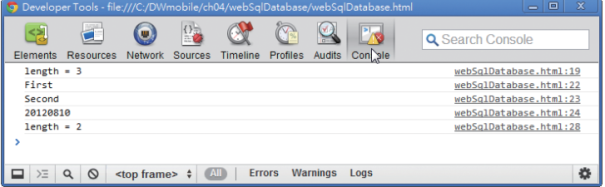 Developer Tools - file:///C:/DWmobile/ch04/webSqlDatabase/webSqlDatabase.html
Elements Resources Network Sources Timeline Profiles Audits Console Search Console
length = 3 webSqlDatabase.html:19
First webSqlDatabase.html:22
Second webSqlDatabase.html:23
20120810 webSqlDatabase.html:24
length = 2 webSqlDatabase.html:28
>
<top frame> All Errors Warnings Logs